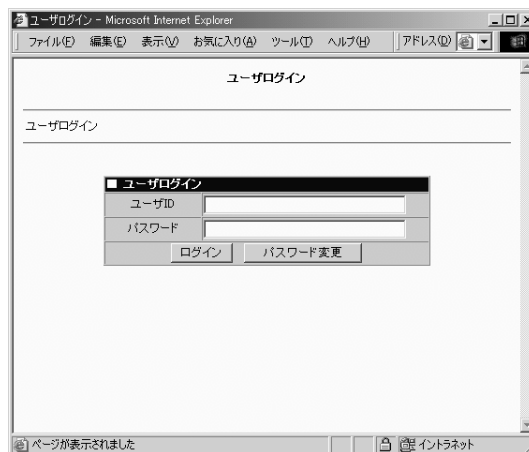 ユーザログイン - Microsoft Internet Explorer
ファイル(F) 編集(E) 表示(V) お気に入り(A) ツール(T) ヘルプ(H) アドレス(D)
ユーザログイン
ユーザログイン
■ ユーザログイン
ユーザID
パスワード
ログイン パスワード変更
ページが表示されました イントラネット